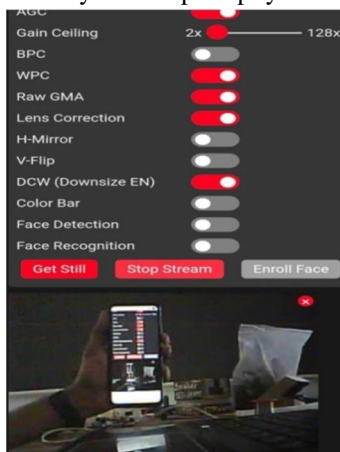 AGC
Gain Ceiling 2x 128x
BPC
WPC
Raw GMA
Lens Correction
H-Mirror
V-Flip
DCW (Downsize EN)
Color Bar
Face Detection
Face Recognition
Get Still Stop Stream Enroll Face